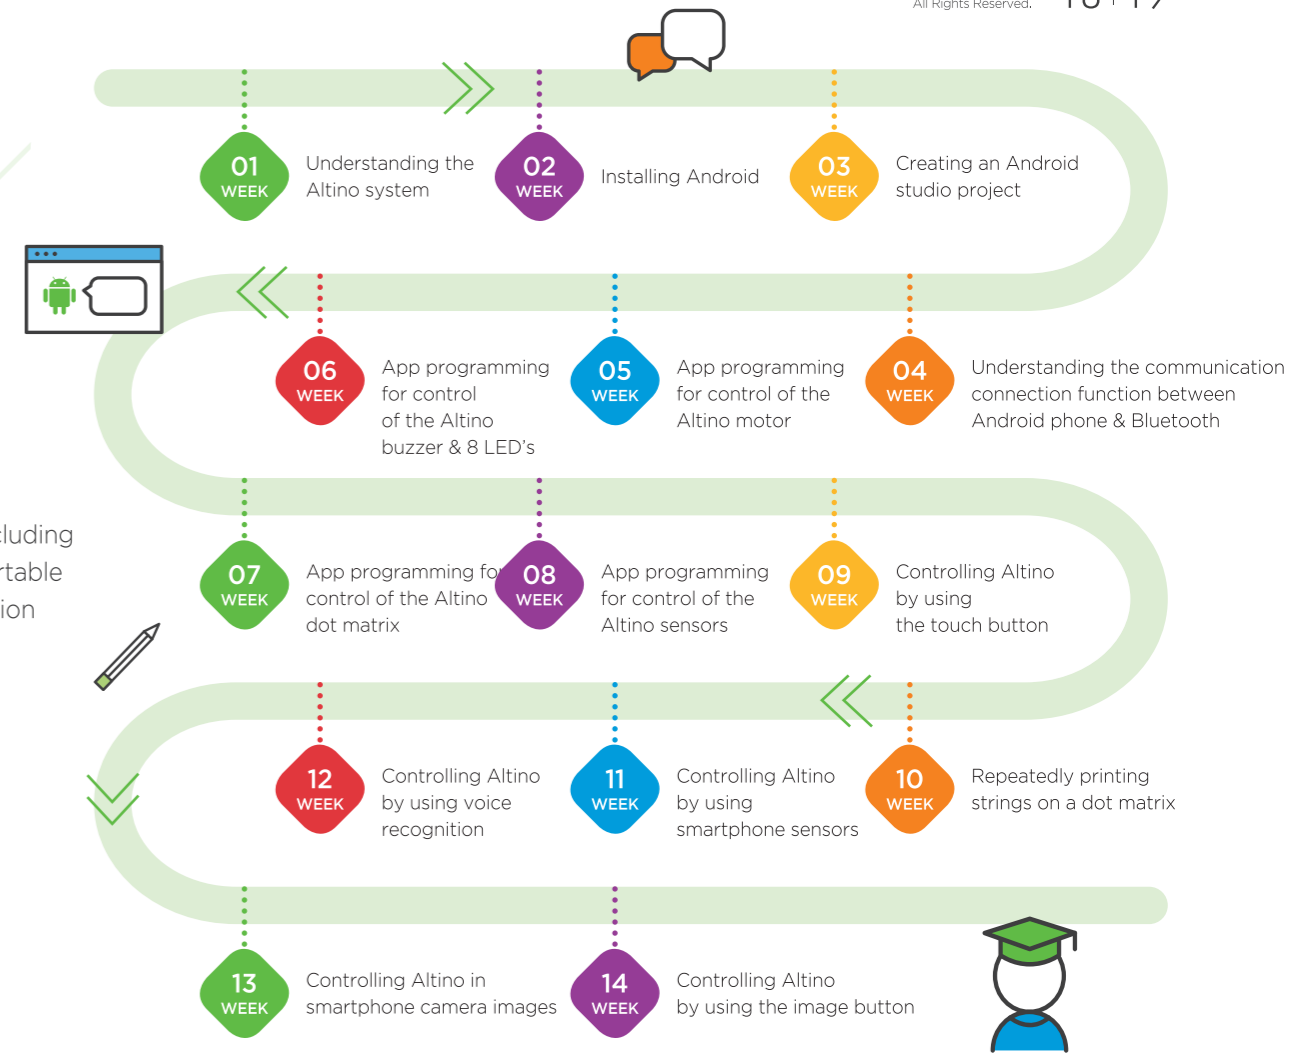 All Rights Reserved.
01
WEEK
Understanding the
Altino system
02
WEEK
Installing Android
03
WEEK
Creating an Android
studio project
06
WEEK
App programming
for control
of the Altino
buzzer & 8 LED’s
05
WEEK
App programming
for control of the
Altino motor
04
WEEK
Understanding the communication
connection function between
Android phone & Bluetooth
07
WEEK
App programming for
control of the Altino
dot matrix
08
WEEK
App programming
for control of the
Altino sensors
09
WEEK
Controlling Altino
by using
the touch button
12
WEEK
Controlling Altino
by using voice
recognition
11
WEEK
Controlling Altino
by using
smartphone sensors
10
WEEK
Repeatedly printing
strings on a dot matrix
13
WEEK
Controlling Altino in
smartphone camera images
14
WEEK
Controlling Altino
by using the image button